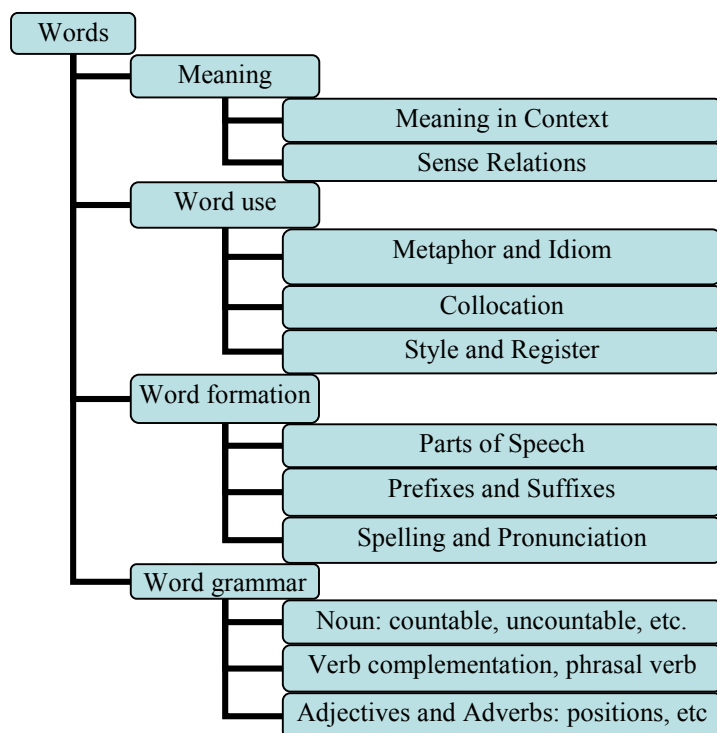 Words
Meaning
Meaning in Context
Sense Relations
Word use
Metaphor and Idiom
Collocation
Style and Register
Word formation
Parts of Speech
Prefixes and Suffixes
Spelling and Pronunciation
Word grammar
Noun: countable, uncountable, etc.
Verb complementation, phrasal verb
Adjectives and Adverbs: positions, etc